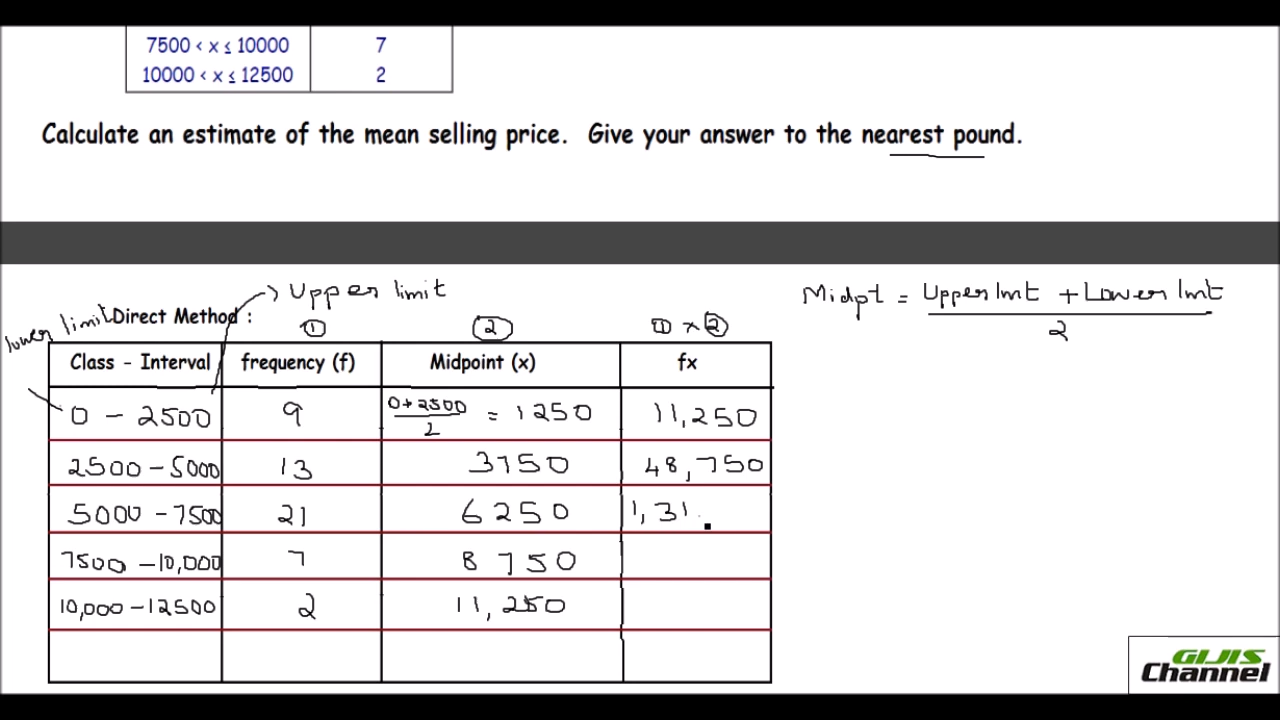 7500 < x ≤ 10000 7
10000 < x ≤ 12500 2
Calculate an estimate of the mean selling price. Give your answer to the nearest pound.
Upper limit
lower limit
Direct Method :
Midpt = Upper lmt + Lower lmt
2
① ② ① × ②
Class - Interval frequency (f) Midpoint (x) fx
0 - 2500 9 0+2500 = 1250 11,250
2
2500 - 5000 13 3750 48,750
5000 - 7500 21 6250 1,31
7500 - 10,000 7 8750
10,000 - 12500 2 11,250
GIJIS
Channel